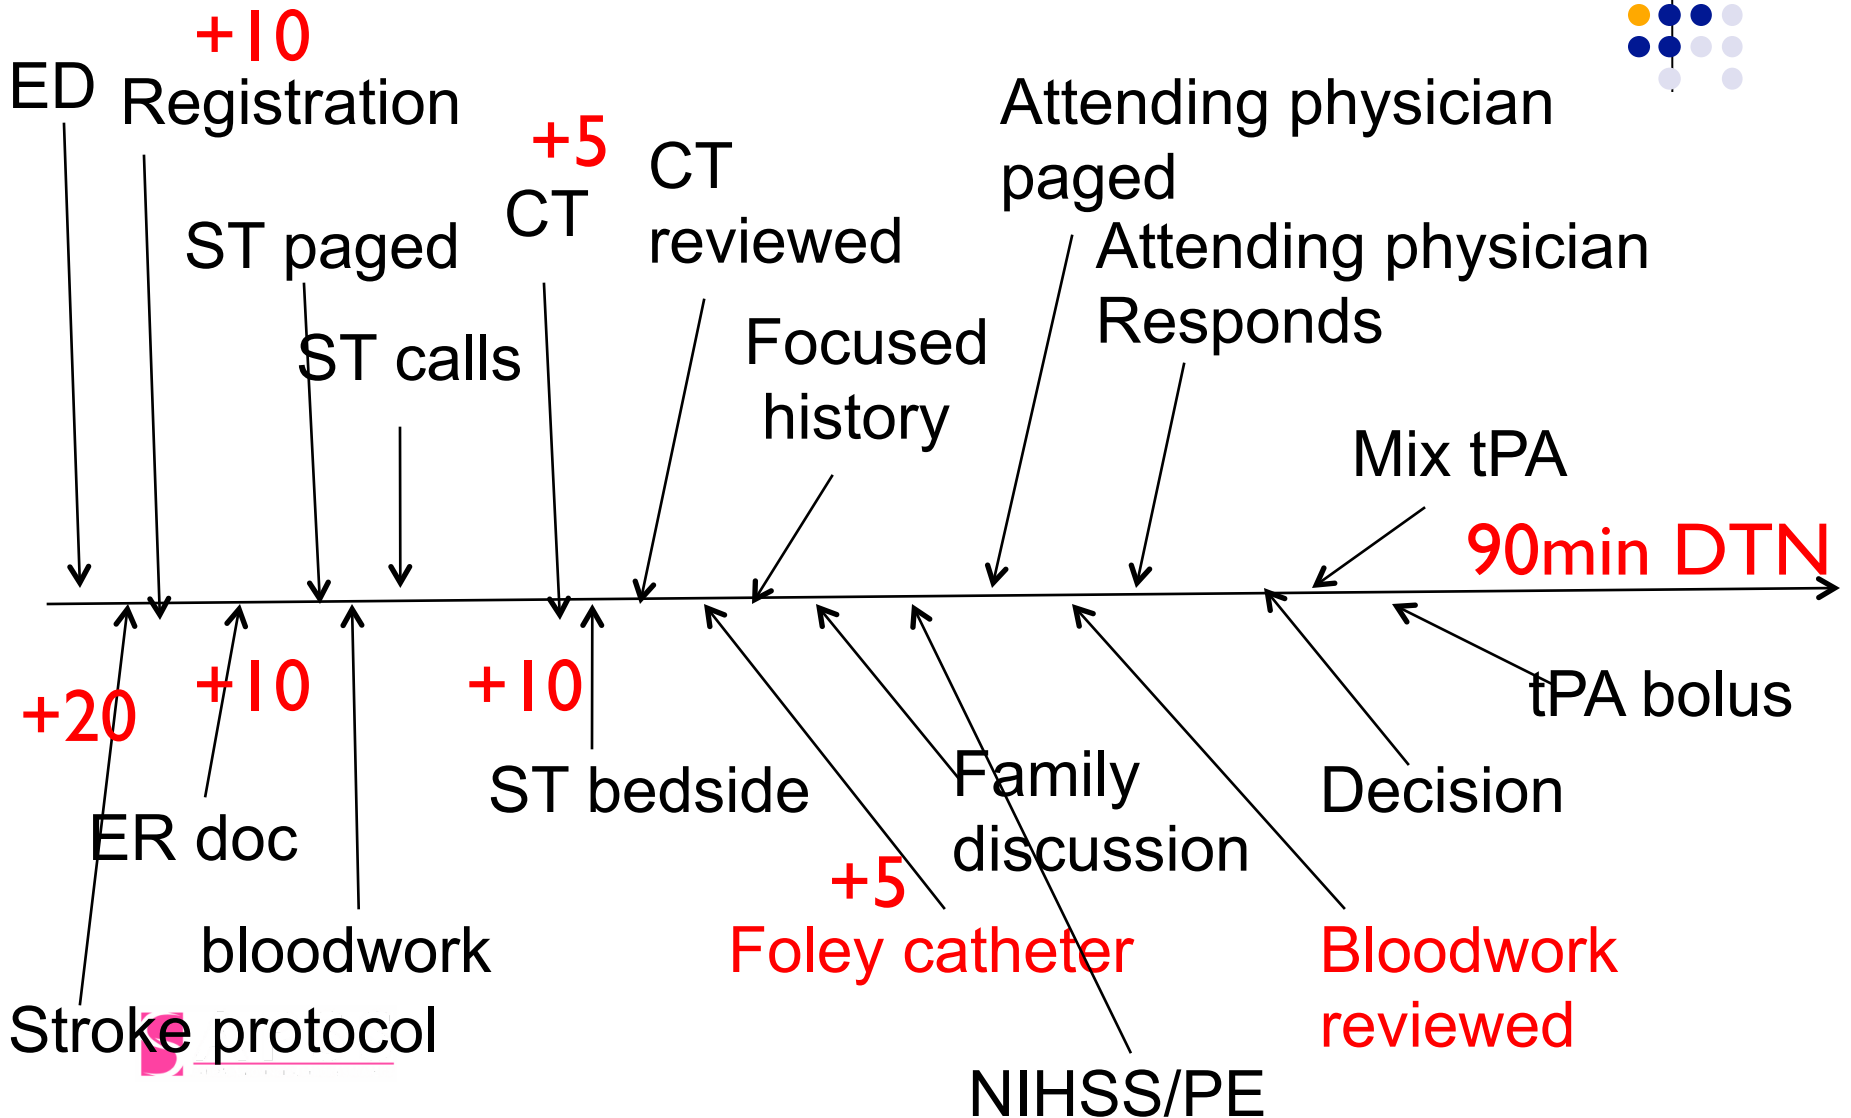 +10
ED
Registration
+5
CT
ST paged
ST calls
CT
reviewed
Focused
history
Attending physician
paged
Attending physician
Responds
Mix tPA
90min DTN
+20
+10
+10
tPA bolus
ST bedside
Family
discussion
Decision
ER doc
+5
bloodwork
Foley catheter
Bloodwork
reviewed
Stroke protocol
NIHSS/PE